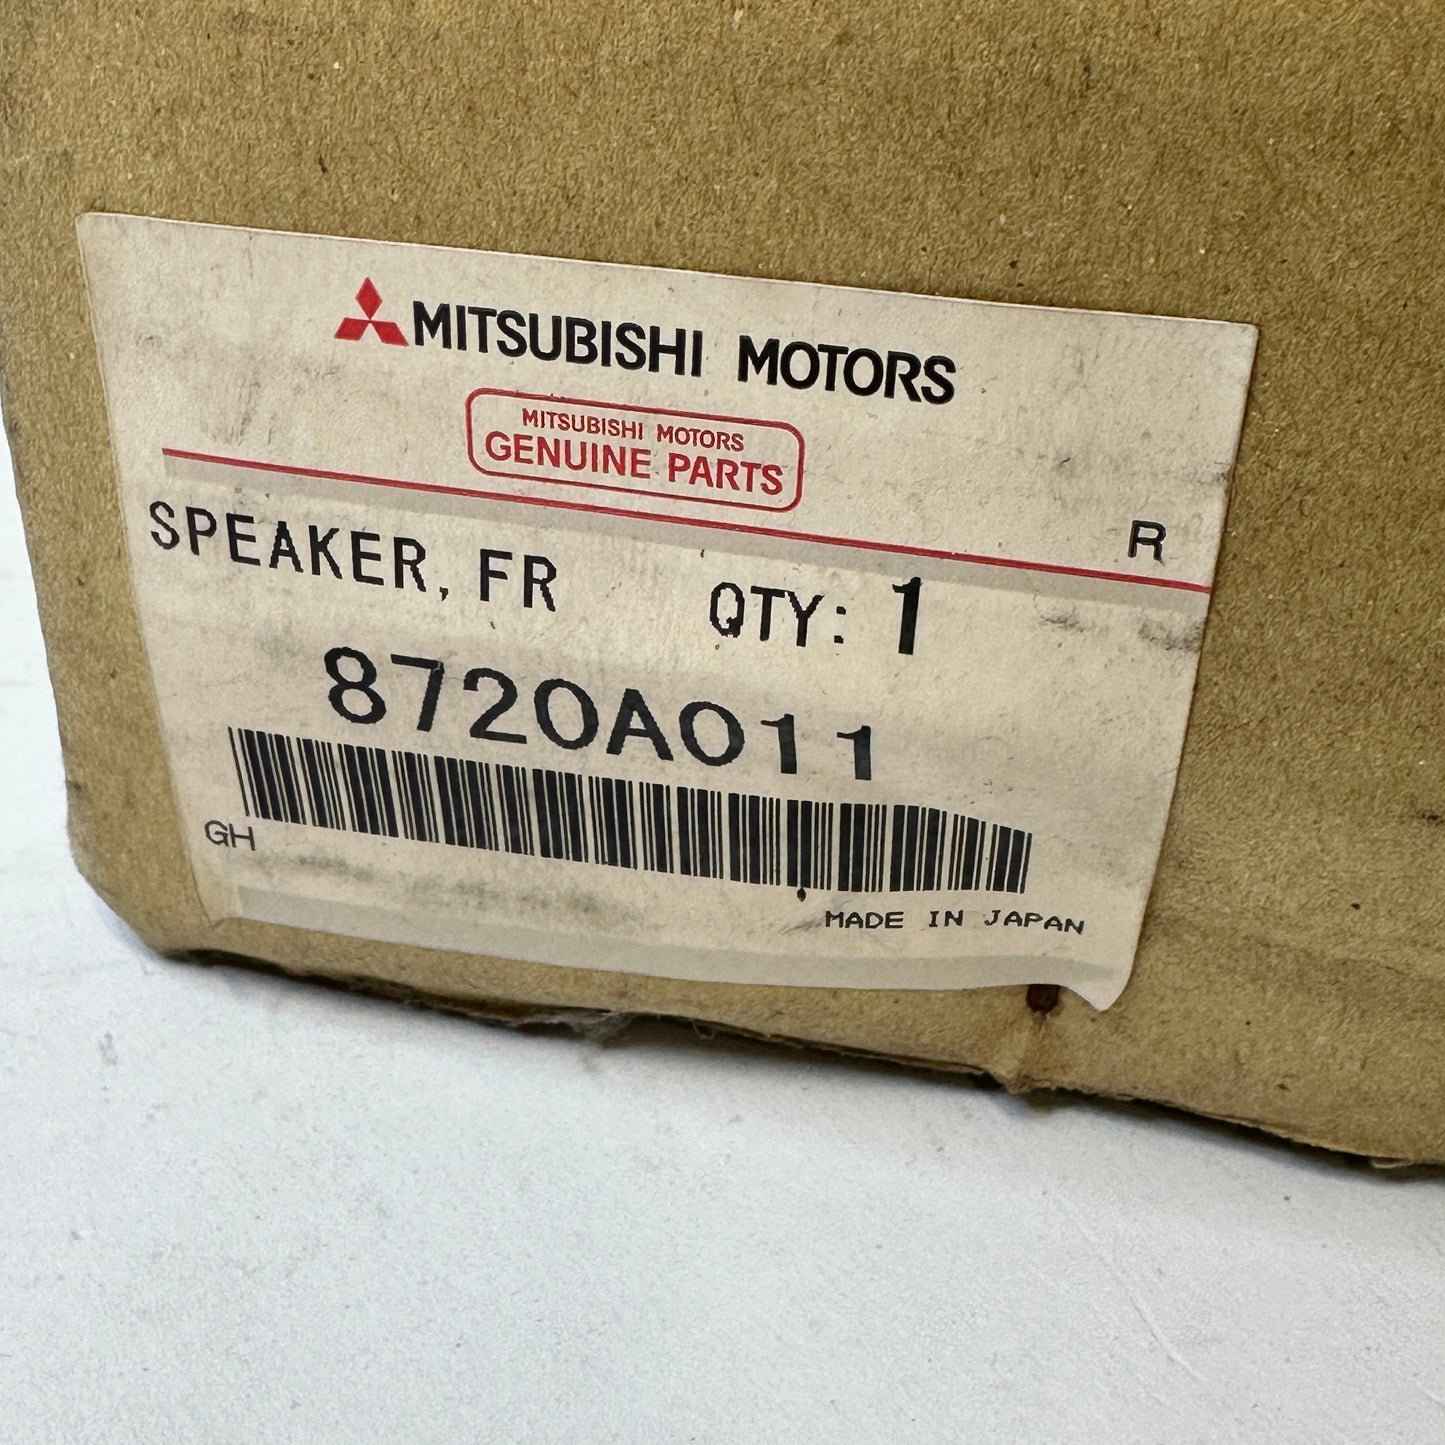 MITSUBISHI MOTORS
MITSUBISHI MOTORS
GENUINE PARTS
R
SPEAKER, FR QTY: 1
8720A011
GH
MADE IN JAPAN